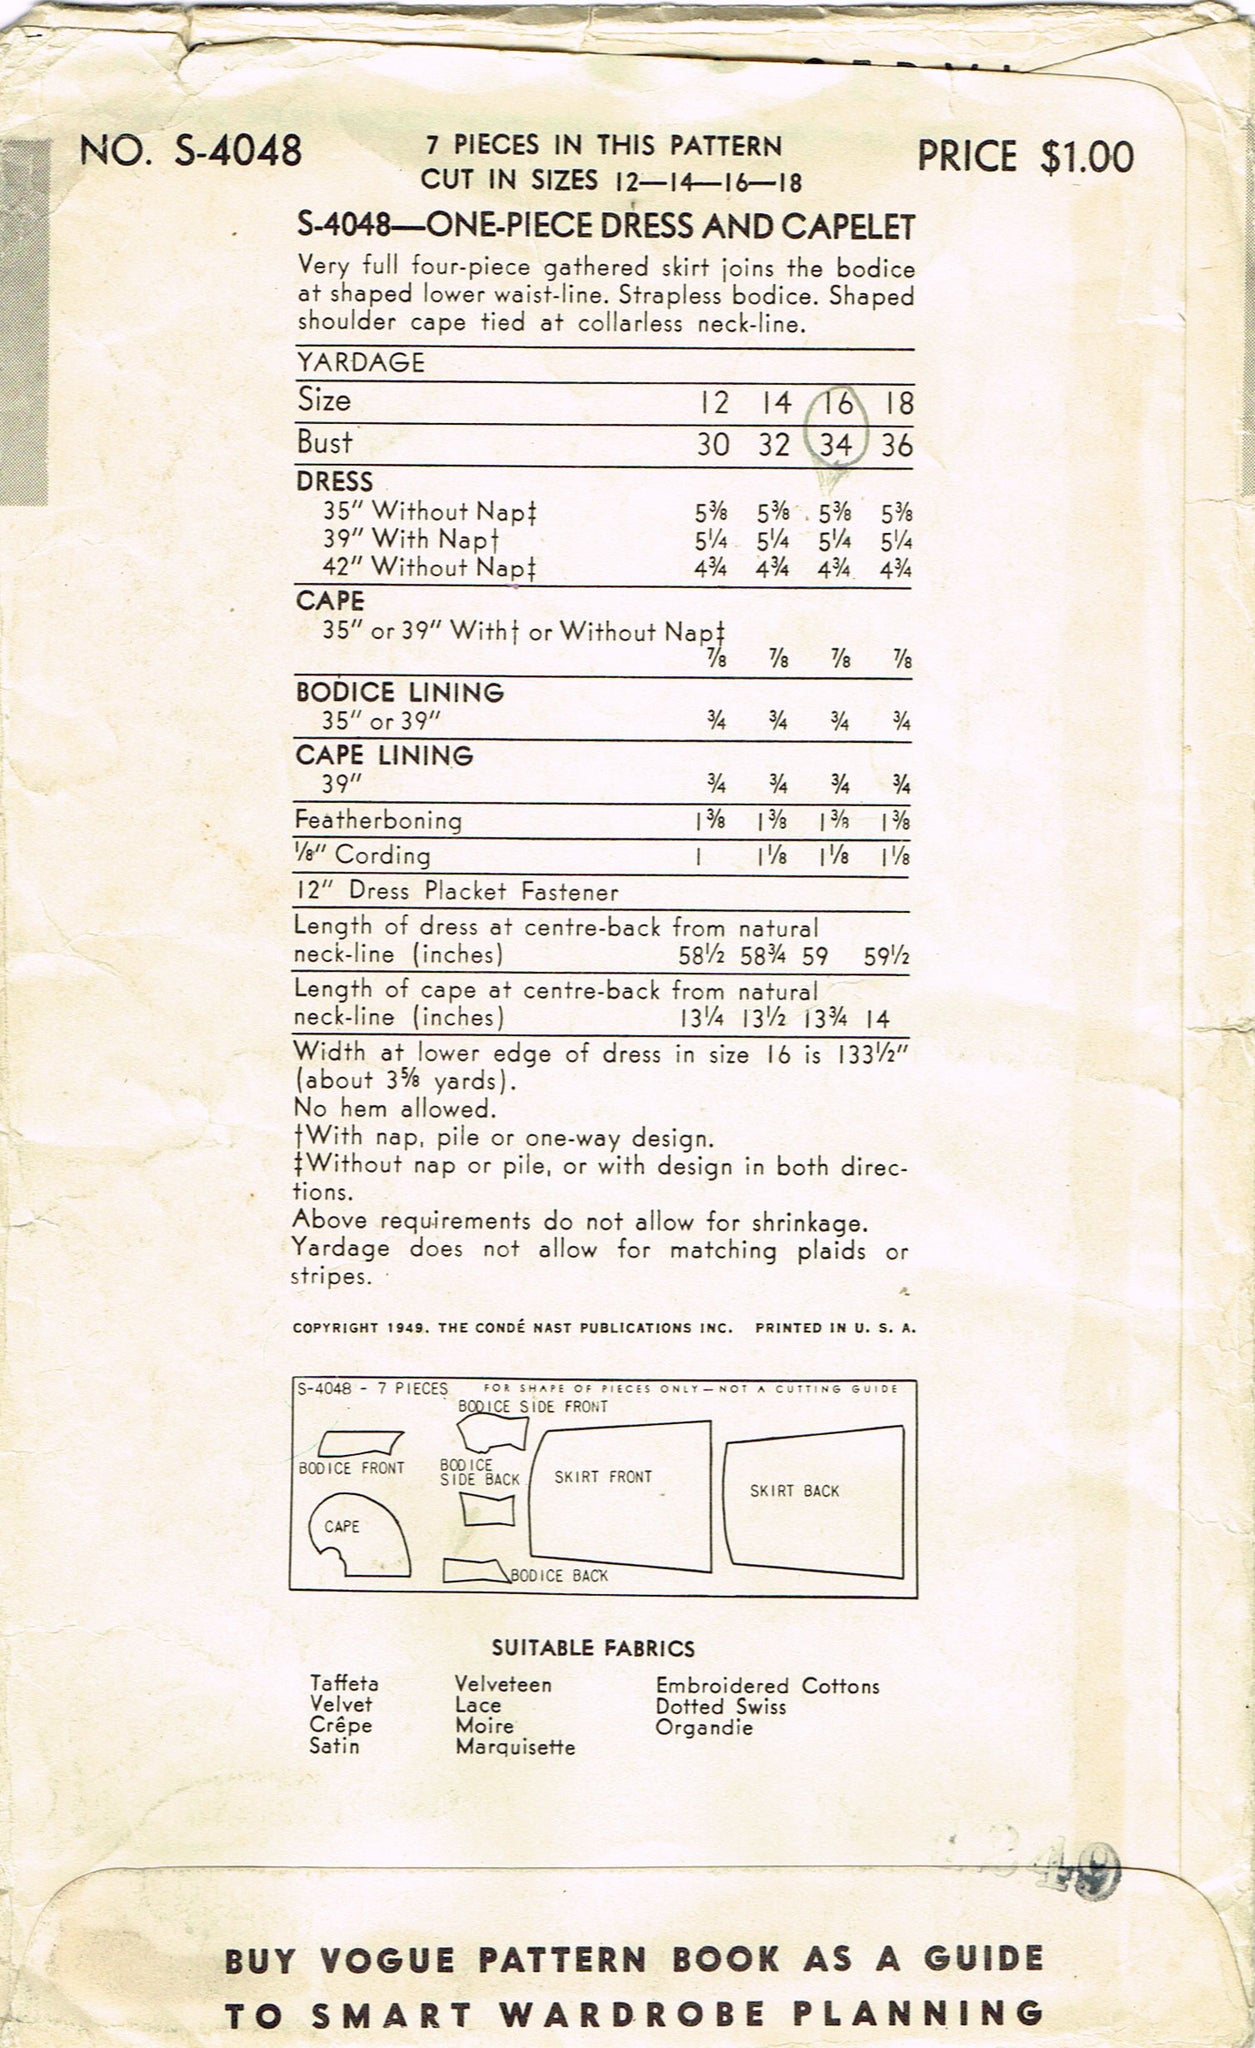 NO. S-4048
7 PIECES IN THIS PATTERN
CUT IN SIZES 12—14—16—18
PRICE $1.00
S-4048—ONE-PIECE DRESS AND CAPELET
Very full four-piece gathered skirt joins the bodice
at shaped lower waist-line. Strapless bodice. Shaped
shoulder cape tied at collarless neck-line.
YARDAGE
Size 12 14 16 18
Bust 30 32 34 36
DRESS
35" Without Nap‡ 5⅜ 5⅜ 5⅜ 5⅜
39" With Nap† 5¼ 5¼ 5¼ 5¼
42" Without Nap‡ 4¾ 4¾ 4¾ 4¾
CAPE
35" or 39" With† or Without Nap‡
⅞ ⅞ ⅞ ⅞
BODICE LINING
35" or 39" ¾ ¾ ¾ ¾
CAPE LINING
39" ¾ ¾ ¾ ¾
Featherboning 1⅜ 1⅜ 1⅜ 1⅜
⅛" Cording 1 1⅛ 1⅛ 1⅛
12" Dress Placket Fastener
Length of dress at centre-back from natural
neck-line (inches) 58½ 58¾ 59 59½
Length of cape at centre-back from natural
neck-line (inches) 13¼ 13½ 13¾ 14
Width at lower edge of dress in size 16 is 133½"
(about 3⅝ yards).
No hem allowed.
†With nap, pile or one-way design.
‡Without nap or pile, or with design in both direc-
tions.
Above requirements do not allow for shrinkage.
Yardage does not allow for matching plaids or
stripes.
COPYRIGHT 1949. THE CONDÉ NAST PUBLICATIONS INC. PRINTED IN U. S. A.
S-4048 - 7 PIECES FOR SHAPE OF PIECES ONLY—NOT A CUTTING GUIDE
BODICE SIDE FRONT
BODICE FRONT
BODICE
SIDE BACK
SKIRT FRONT
SKIRT BACK
CAPE
BODICE BACK
SUITABLE FABRICS
Taffeta Velveteen Embroidered Cottons
Velvet Lace Dotted Swiss
Crêpe Moire Organdie
Satin Marquisette
BUY VOGUE PATTERN BOOK AS A GUIDE
TO SMART WARDROBE PLANNING